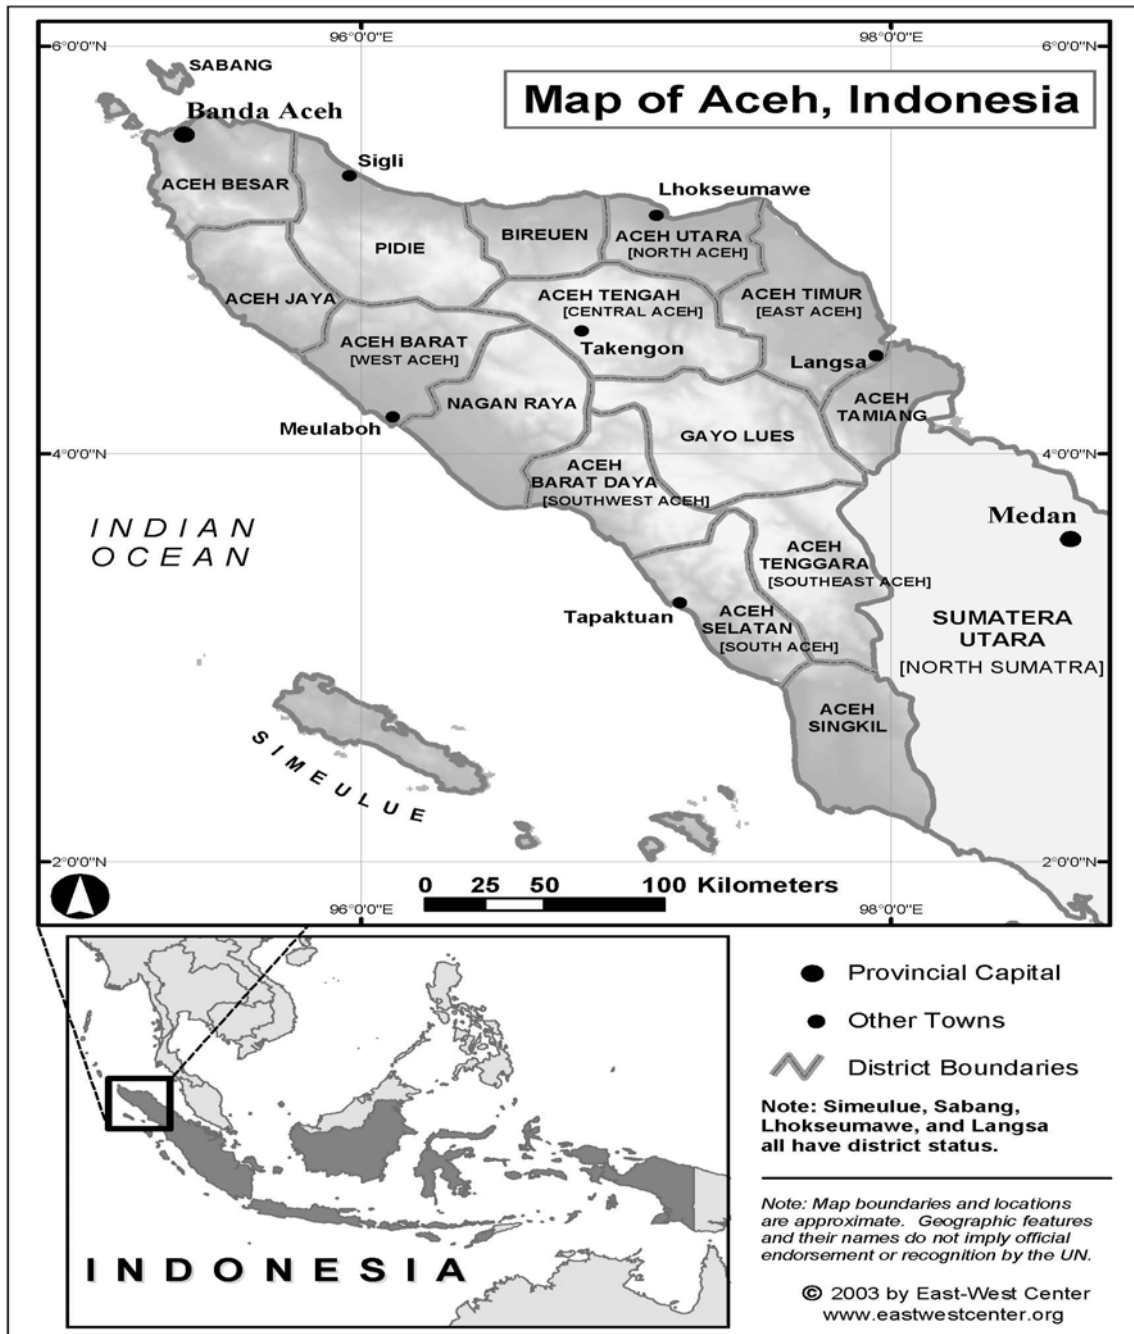 96°0'0"E
98°0'0"E
6°0'0"N
6°0'0"N
SABANG
Map of Aceh, Indonesia
Banda Aceh
Sigli
ACEH BESAR
Lhokseumawe
PIDIE
BIREUEN
ACEH UTARA
[NORTH ACEH]
ACEH JAYA
ACEH TENGAH
[CENTRAL ACEH]
ACEH TIMUR
[EAST ACEH]
ACEH BARAT
[WEST ACEH]
Takengon
Langsa
NAGAN RAYA
ACEH
TAMIANG
Meulaboh
GAYO LUES
4°0'0"N
4°0'0"N
ACEH
BARAT DAYA
[SOUTHWEST ACEH]
INDIAN
OCEAN
Medan
ACEH
TENGGARA
[SOUTHEAST ACEH]
Tapaktuan
ACEH
SELATAN
[SOUTH ACEH]
SUMATERA
UTARA
[NORTH SUMATRA]
ACEH
SINGKIL
SIMEULUE
2°0'0"N
2°0'0"N
0 25 50 100 Kilometers
96°0'0"E
98°0'0"E
Provincial Capital
Other Towns
District Boundaries
Note: Simeulue, Sabang,
Lhokseumawe, and Langsa
all have district status.
Note: Map boundaries and locations
are approximate. Geographic features
and their names do not imply official
endorsement or recognition by the UN.
INDONESIA
© 2003 by East-West Center
www.eastwestcenter.org